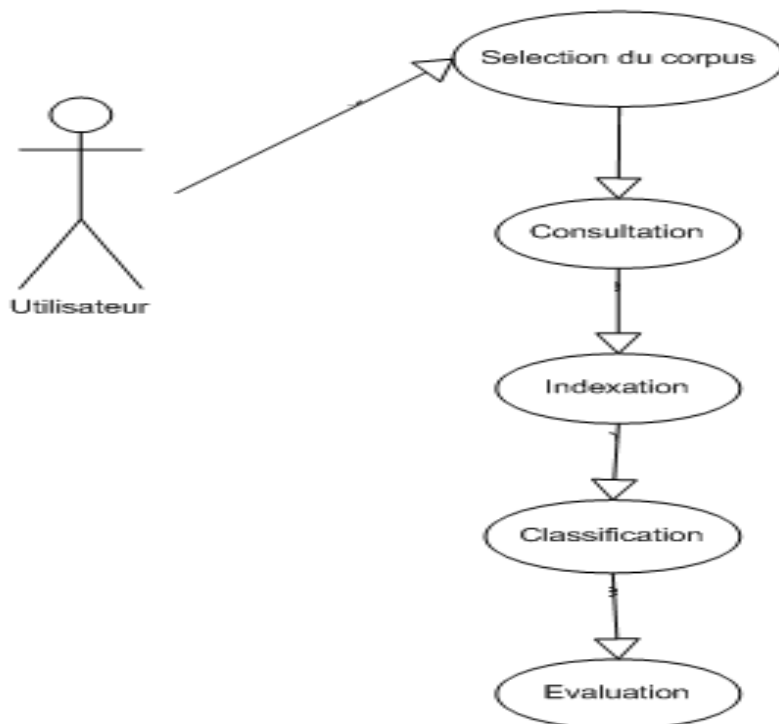 Selection du corpus
Consultation
Utilisateur
Indexation
Classification
Evaluation